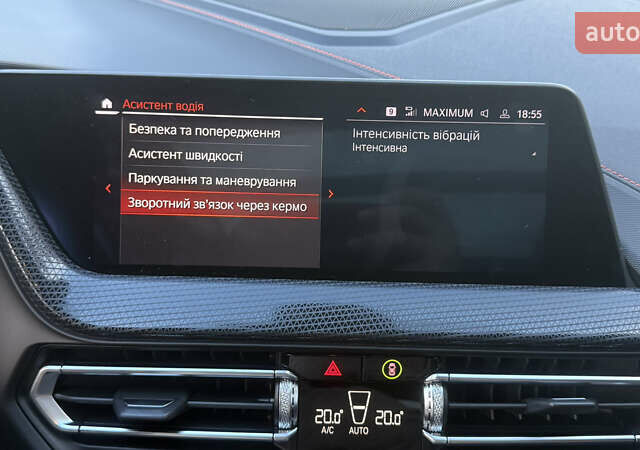 auto
Асистент водія
9 MAXIMUM 18:55
Безпека та попередження
Асистент швидкості
Паркування та маневрування
Зворотний зв'язок через кермо
Інтенсивність вібрацій
Інтенсивна
20.0 20.0
A/C AUTO